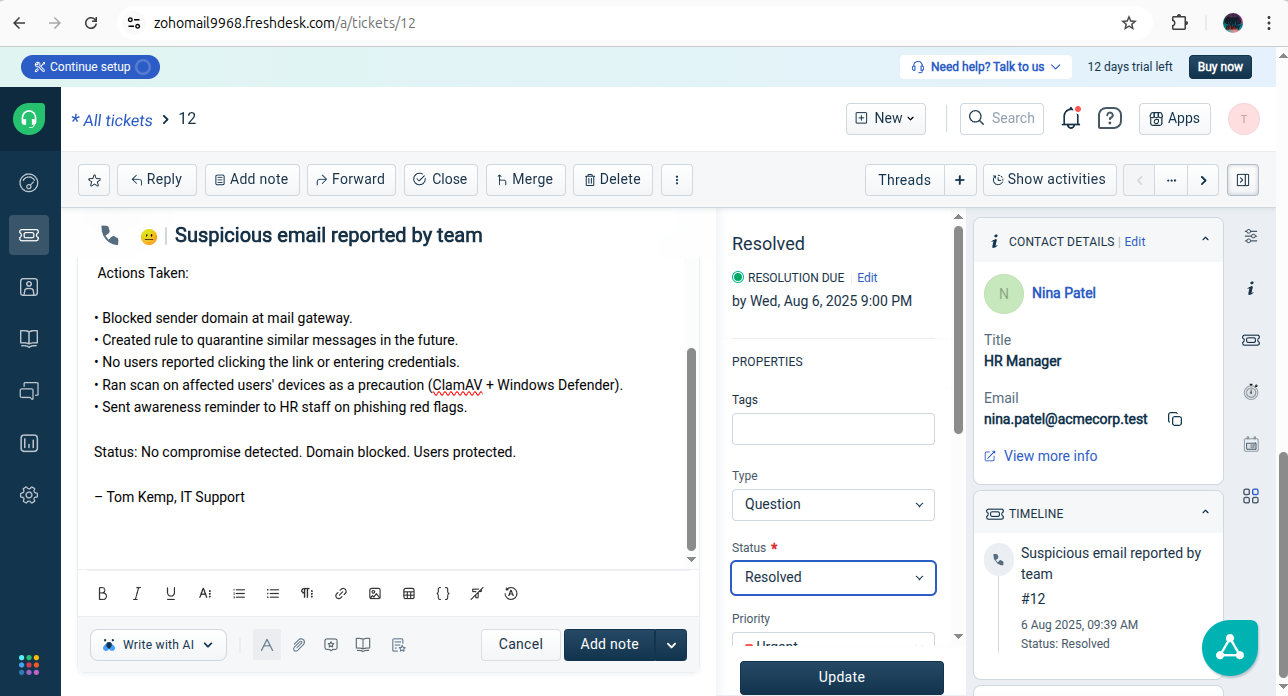 zohomail9968.freshdesk.com/a/tickets/12
Continue setup
Need help? Talk to us
12 days trial left
Buy now
* All tickets > 12
New
Search
Apps
T
Reply
Add note
Forward
Close
Merge
Delete
Threads
+
Show activities
Suspicious email reported by team
Actions Taken:
• Blocked sender domain at mail gateway.
• Created rule to quarantine similar messages in the future.
• No users reported clicking the link or entering credentials.
• Ran scan on affected users' devices as a precaution (ClamAV + Windows Defender).
• Sent awareness reminder to HR staff on phishing red flags.
Status: No compromise detected. Domain blocked. Users protected.
– Tom Kemp, IT Support
Write with AI
Cancel
Add note
Resolved
RESOLUTION DUE | Edit
by Wed, Aug 6, 2025 9:00 PM
PROPERTIES
Tags
Type
Question
Status *
Resolved
Priority
Urgent
Update
CONTACT DETAILS | Edit
N
Nina Patel
Title
HR Manager
Email
nina.patel@acmecorp.test
View more info
TIMELINE
Suspicious email reported by
team
#12
6 Aug 2025, 09:39 AM
Status: Resolved